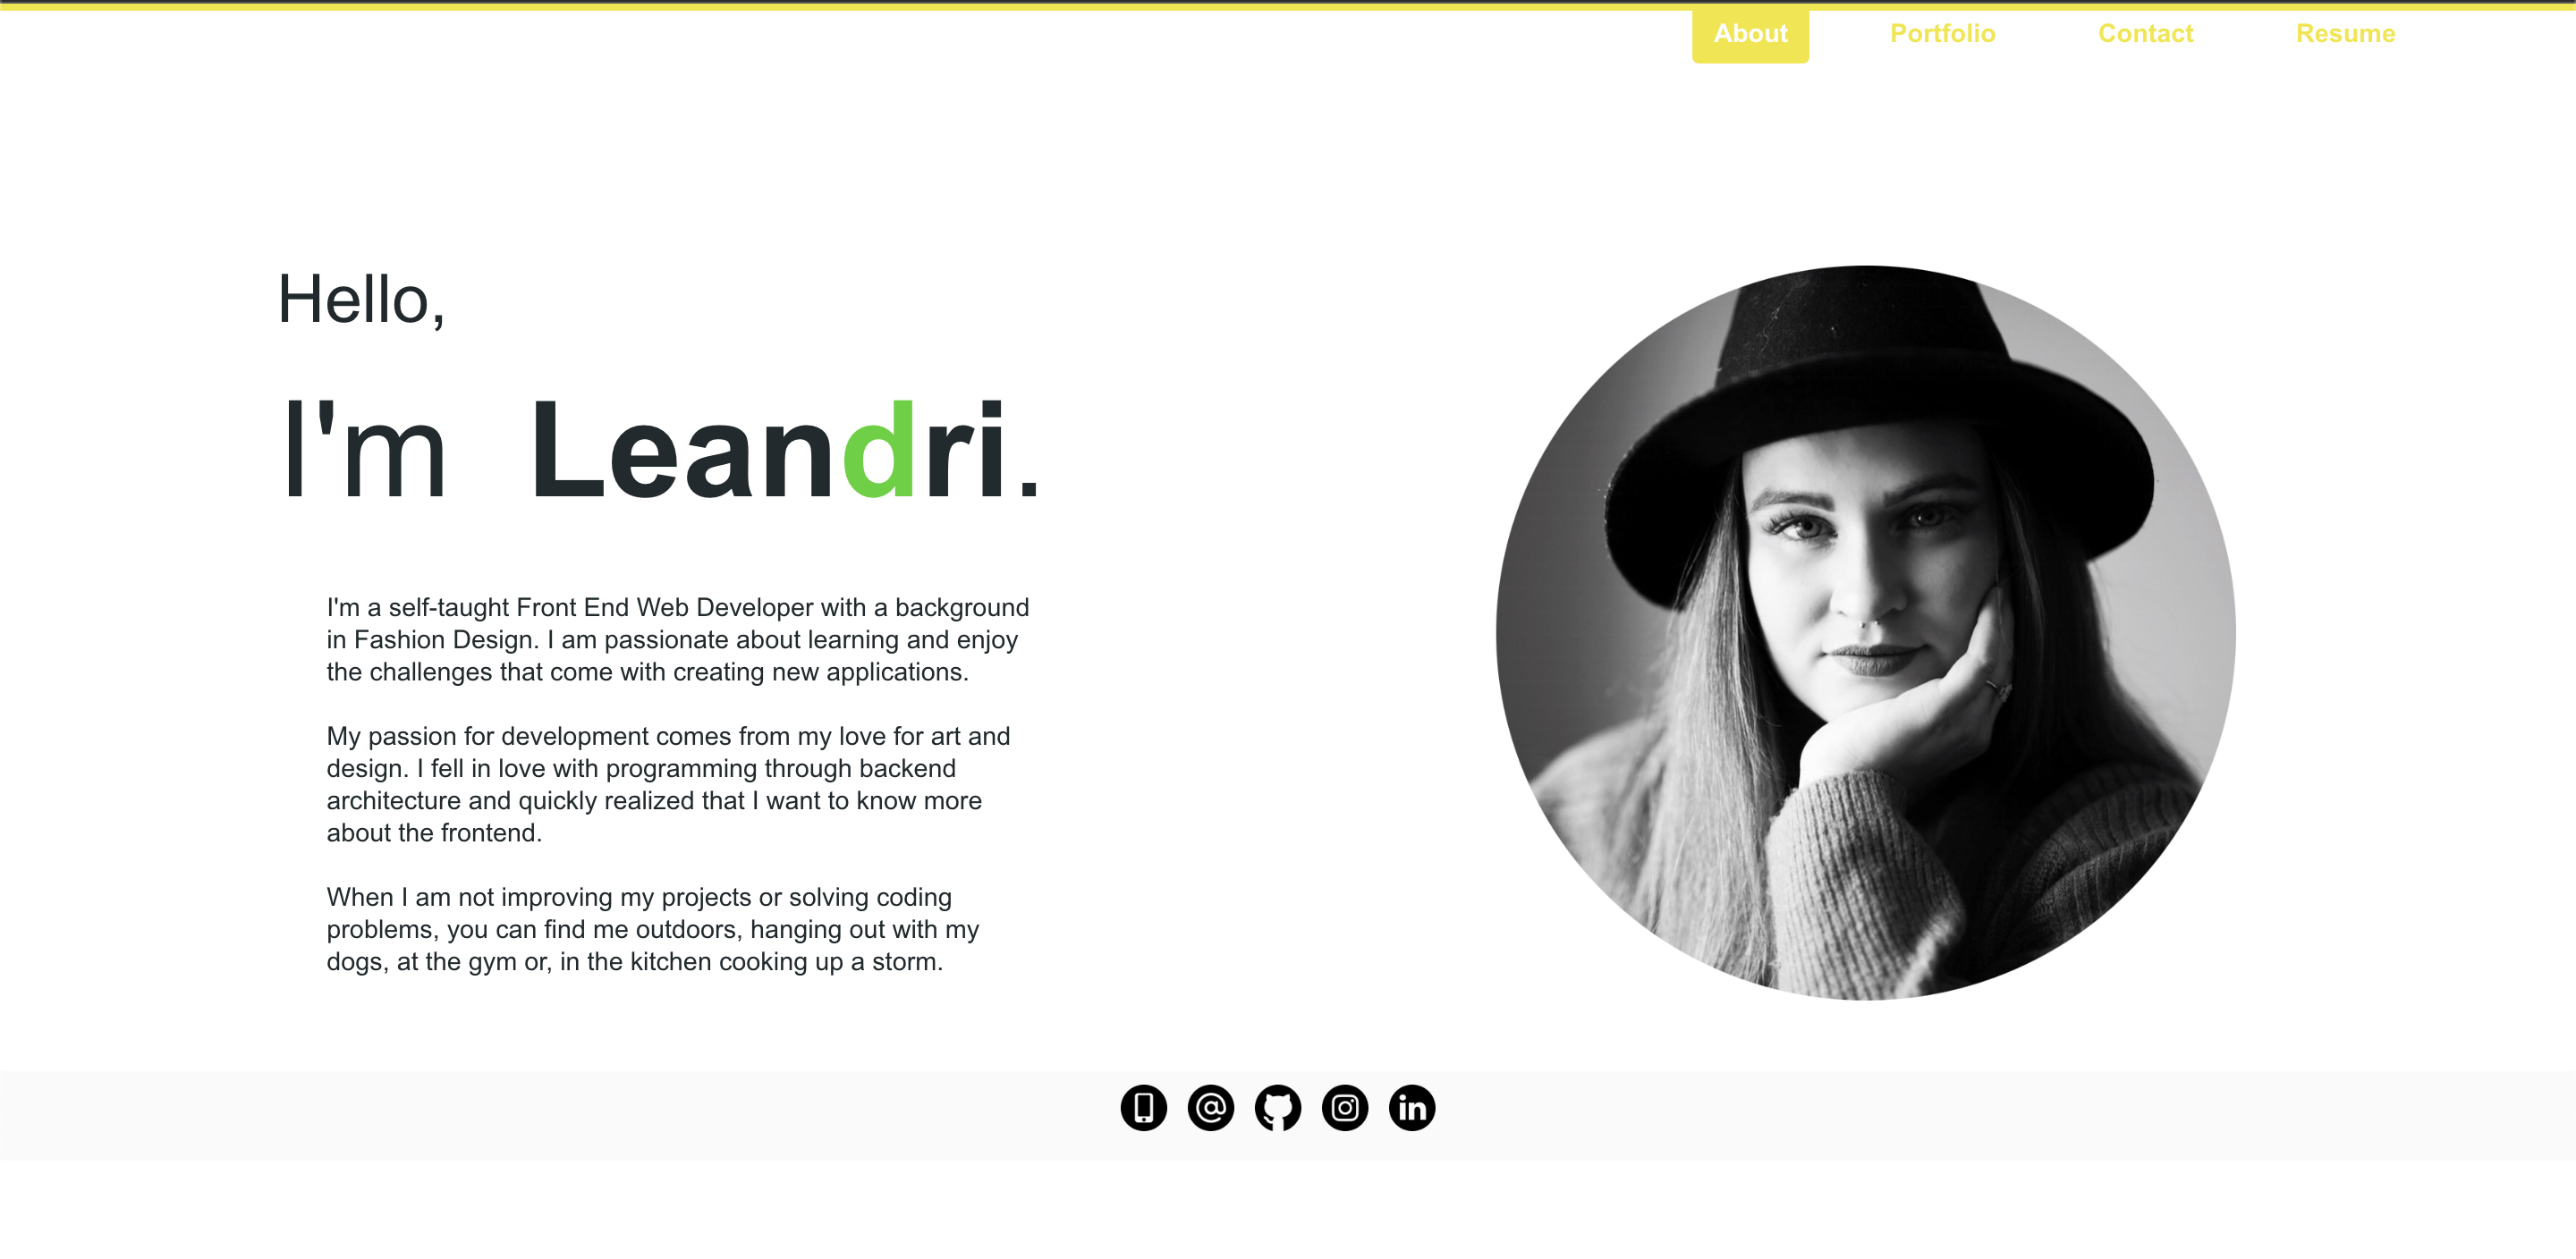 About Portfolio Contact Resume
Hello,
I'm Leandri.
I'm a self-taught Front End Web Developer with a background
in Fashion Design. I am passionate about learning and enjoy
the challenges that come with creating new applications.
My passion for development comes from my love for art and
design. I fell in love with programming through backend
architecture and quickly realized that I want to know more
about the frontend.
When I am not improving my projects or solving coding
problems, you can find me outdoors, hanging out with my
dogs, at the gym or, in the kitchen cooking up a storm.
@
in